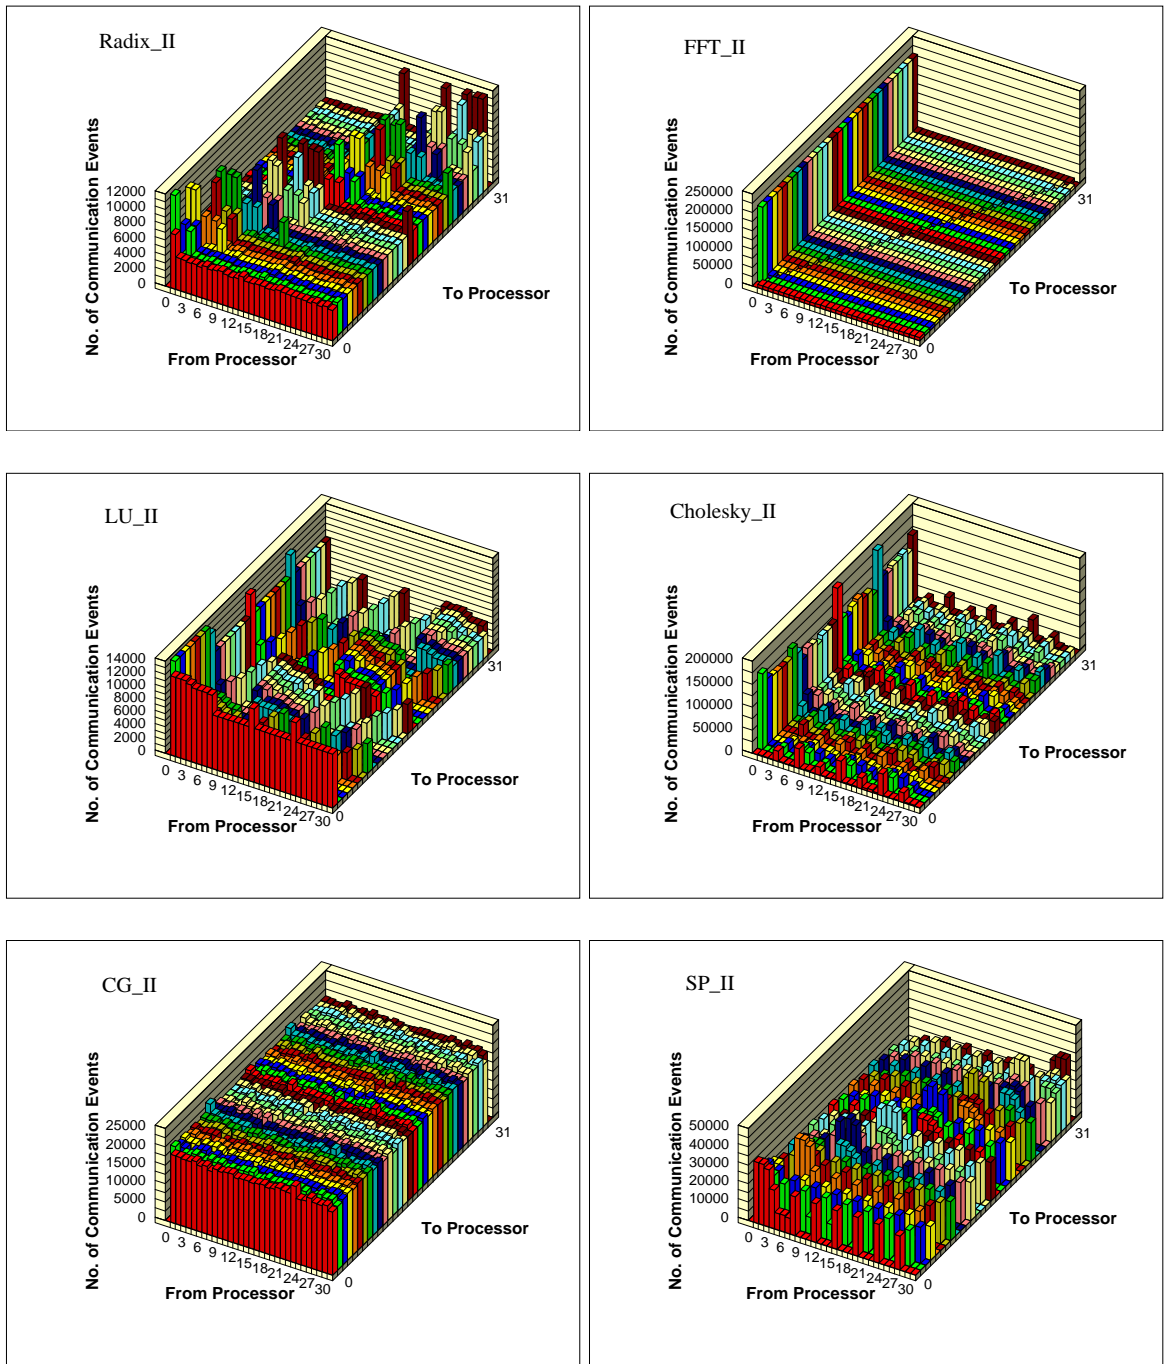 Radix_II
No. of Communication Events
12000
10000
8000
6000
4000
2000
0
0 3 6 9 12 15 18 21 24 27 30
From Processor
0
31
To Processor
FFT_II
No. of Communication Events
250000
200000
150000
100000
50000
0
0 3 6 9 12 15 18 21 24 27 30
From Processor
0
31
To Processor
LU_II
No. of Communication Events
14000
12000
10000
8000
6000
4000
2000
0
0 3 6 9 12 15 18 21 24 27 30
From Processor
0
31
To Processor
Cholesky_II
No. of Communication Events
200000
150000
100000
50000
0
0 3 6 9 12 15 18 21 24 27 30
From Processor
0
31
To Processor
CG_II
No. of Communication Events
25000
20000
15000
10000
5000
0
0 3 6 9 12 15 18 21 24 27 30
From Processor
0
31
To Processor
SP_II
No. of Communication Events
50000
40000
30000
20000
10000
0
0 3 6 9 12 15 18 21 24 27 30
From Processor
0
31
To Processor